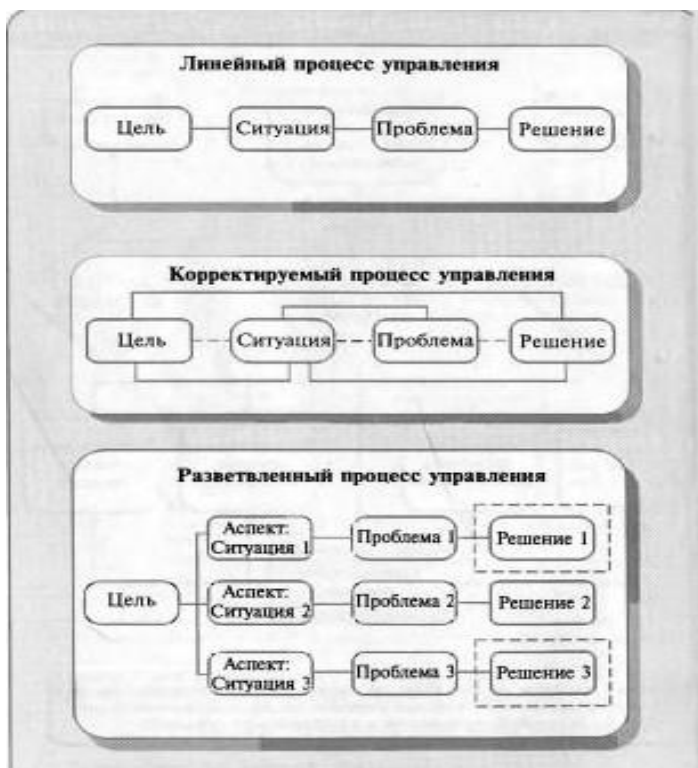 Линейный процесс управления
Цель
Ситуация
Проблема
Решение
Корректируемый процесс управления
Цель
Ситуация
Проблема
Решение
Разветвленный процесс управления
Цель
Аспект:
Ситуация 1
Проблема 1
Решение 1
Аспект:
Ситуация 2
Проблема 2
Решение 2
Аспект:
Ситуация 3
Проблема 3
Решение 3